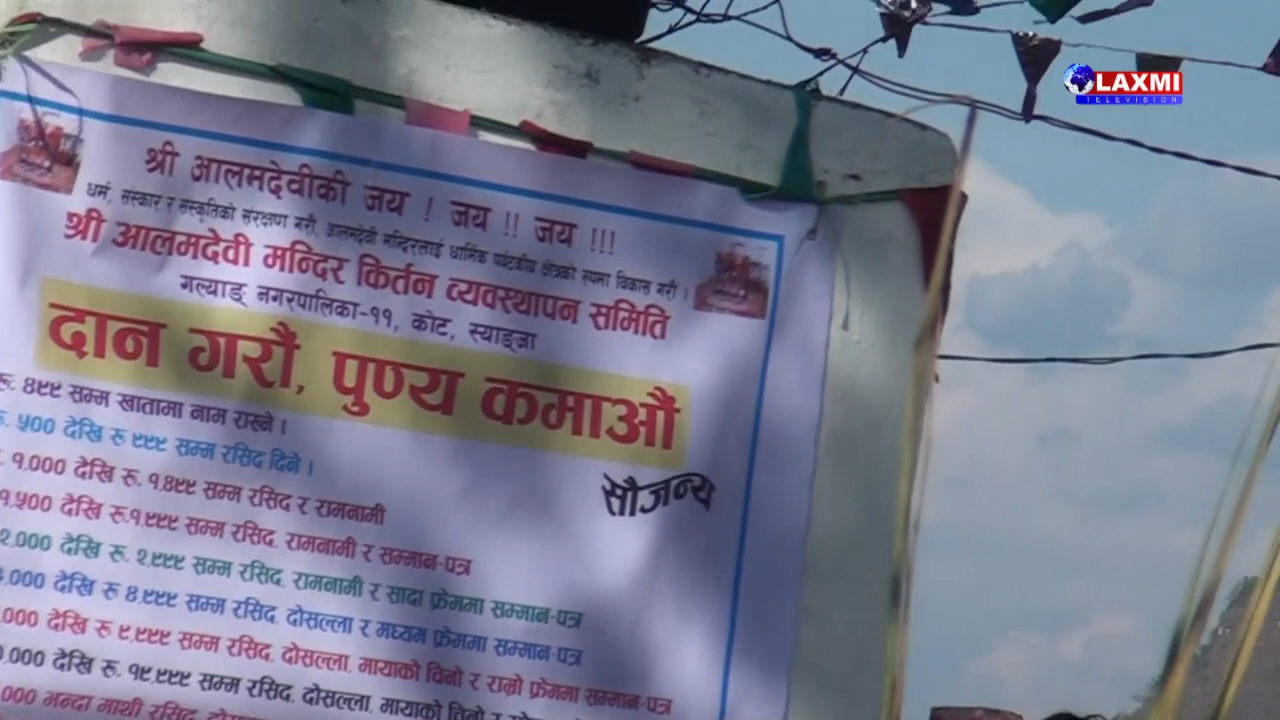 LAXMI
TELEVISION
श्री आलमदेवीकी जय ! जय !! जय !!!
धर्म, संस्कार र संस्कृतिको संरक्षण गरौं, आलमदेवी मन्दिरलाई धार्मिक पर्यटकीय क्षेत्रको रुपमा विकास गरौं ।
श्री आलमदेवी मन्दिर किर्तन व्यवस्थापन समिति
गल्याङ् नगरपालिका-११, कोट, स्याङ्जा
दान गरौं, पुण्य कमाऔं
रू. ४९९ सम्म खातामा नाम राख्ने ।
रू. ५०० देखि रु ९९९ सम्म रसिद दिने ।
सौजन्य
१,००० देखि रू. १,४९९ सम्म रसिद र रामनामी
१,५०० देखि रू.१,९९९ सम्म रसिद, रामनामी र सम्मान-पत्र
२,००० देखि रू. २,९९९ सम्म रसिद, रामनामी र सादा फ्रेममा सम्मान-पत्र
,००० देखि रु ४,९९९ सम्म रसिद, दोसल्ला र मध्यम फ्रेममा सम्मान-पत्र
,००० देखि रु ९,९९९ सम्म रसिद, दोसल्ला, मायाको चिनो र राम्रो फ्रेममा सम्मान-पत्र
०,००० देखि रू. १९,९९९ सम्म रसिद, दोसल्ला, मायाको चिनो र
,००० भन्दा माथी रसिद,